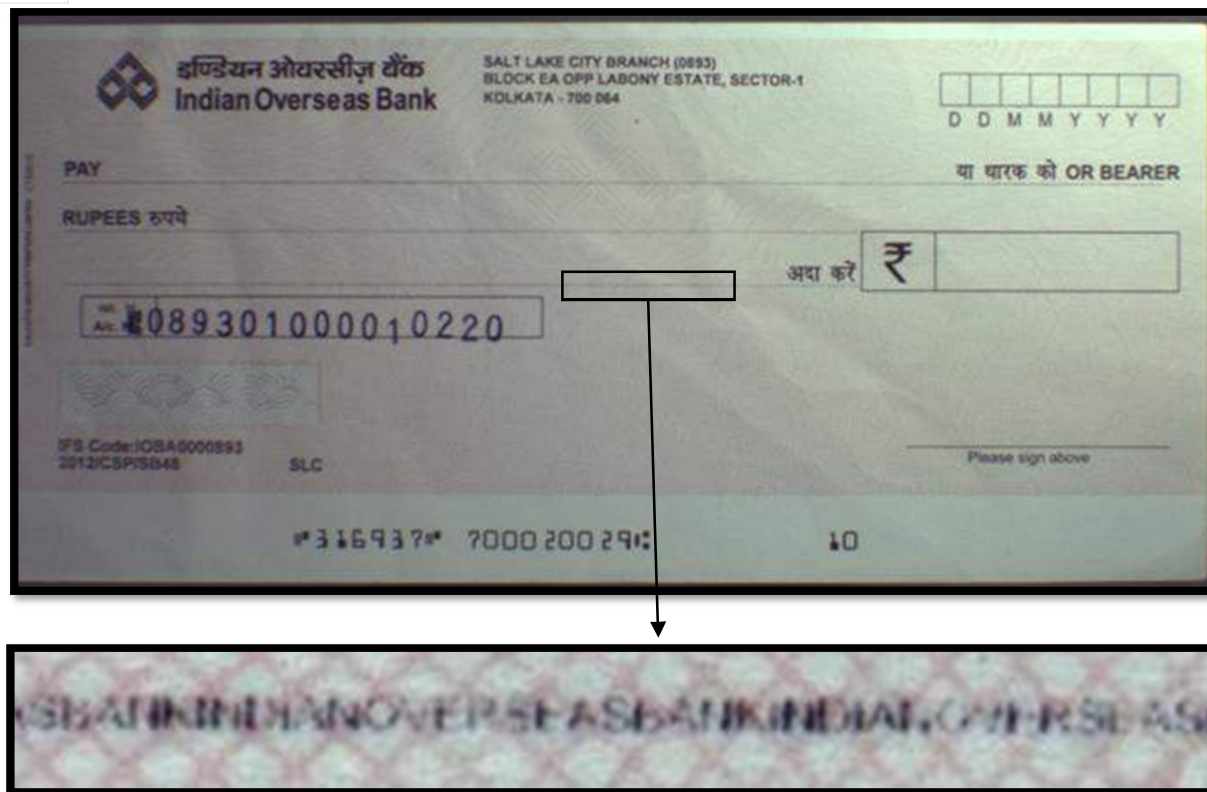 इण्डियन ओवरसीज़ बैंक
Indian Overseas Bank
SALT LAKE CITY BRANCH (0893)
BLOCK EA OPP LABONY ESTATE, SECTOR-1
KOLKATA - 700 064
D D M M Y Y Y Y
PAY
या धारक को OR BEARER
RUPEES रुपये
अदा करें ₹
A/c.
089301000010220
IFS Code:IOBA0000893
2012/CSP/SB48 SLC
Please sign above
⑈316937⑈ 700020029⑆ 10
SBANKINDIANOVERSEASBANKINDIANOVERSEAS